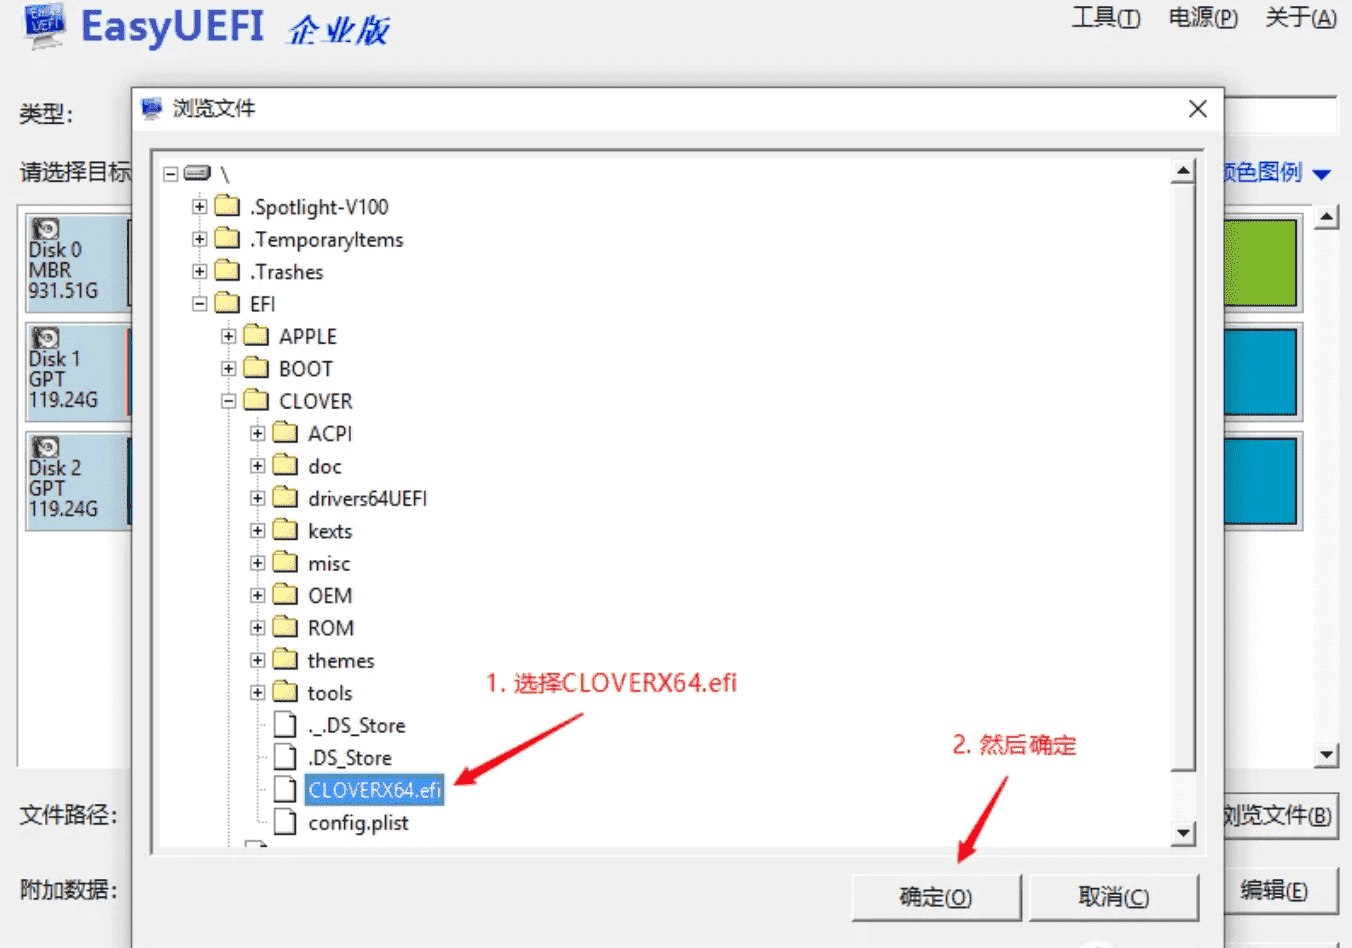 EasyUEFI 企业版
工具(T) 电源(P) 关于(A)
类型:
浏览文件
请选择目标
颜色图例
\
.Spotlight-V100
.TemporaryItems
.Trashes
EFI
APPLE
BOOT
CLOVER
ACPI
doc
drivers64UEFI
kexts
misc
OEM
ROM
themes
tools
._.DS_Store
.DS_Store
CLOVERX64.efi
config.plist
Disk 0
MBR
931.51G
Disk 1
GPT
119.24G
Disk 2
GPT
119.24G
1. 选择CLOVERX64.efi
2. 然后确定
文件路径:
浏览文件(B)
附加数据:
确定(O)
取消(C)
编辑(E)